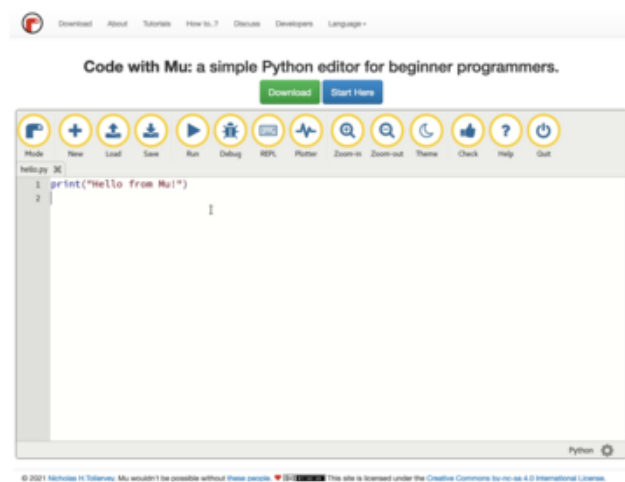 Download About Tutorials How to..? Discuss Developers Language
Code with Mu: a simple Python editor for beginner programmers.
Download Start Here
Mode New Load Save Run Debug REPL Plotter Zoom-in Zoom-out Theme Check Help Quit
hello.py
1 print("Hello from Mu!")
2
Python
© 2021 Nicholas H.Tollervey. Mu wouldn't be possible without these people. This site is licensed under the Creative Commons by-nc-sa 4.0 International License.